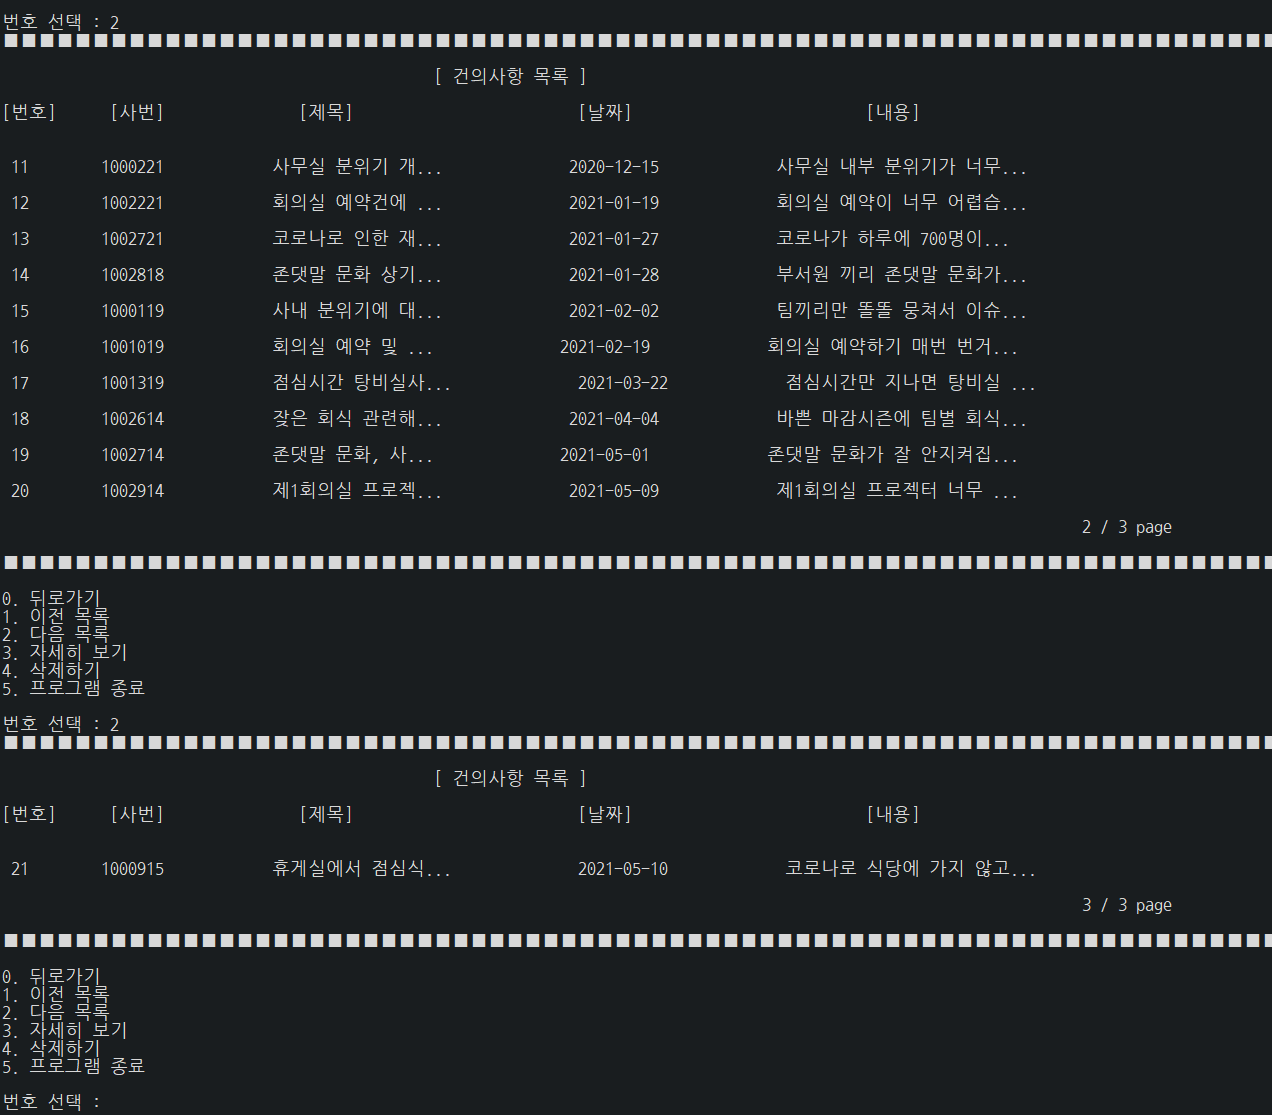 번호 선택 : 2
■■■■■■■■■■■■■■■■■■■■■■■■■■■■■■■■■■■■■■■■■■■■■■■■■■■■■■■■■■■■■■■■■■■■■■■
[ 건의사항 목록 ]
[번호] [사번] [제목] [날짜] [내용]
11 1000221 사무실 분위기 개... 2020-12-15 사무실 내부 분위기가 너무...
12 1002221 회의실 예약건에 ... 2021-01-19 회의실 예약이 너무 어렵습...
13 1002721 코로나로 인한 재... 2021-01-27 코로나가 하루에 700명이...
14 1002818 존댓말 문화 상기... 2021-01-28 부서원 끼리 존댓말 문화가...
15 1000119 사내 분위기에 대... 2021-02-02 팀끼리만 똘똘 뭉쳐서 이슈...
16 1001019 회의실 예약 및 ... 2021-02-19 회의실 예약하기 매번 번거...
17 1001319 점심시간 탕비실사... 2021-03-22 점심시간만 지나면 탕비실 ...
18 1002614 잦은 회식 관련해... 2021-04-04 바쁜 마감시즌에 팀별 회식...
19 1002714 존댓말 문화, 사... 2021-05-01 존댓말 문화가 잘 안지켜집...
20 1002914 제1회의실 프로젝... 2021-05-09 제1회의실 프로젝터 너무 ...
2 / 3 page
■■■■■■■■■■■■■■■■■■■■■■■■■■■■■■■■■■■■■■■■■■■■■■■■■■■■■■■■■■■■■■■■■■■■■■■
0. 뒤로가기
1. 이전 목록
2. 다음 목록
3. 자세히 보기
4. 삭제하기
5. 프로그램 종료
번호 선택 : 2
■■■■■■■■■■■■■■■■■■■■■■■■■■■■■■■■■■■■■■■■■■■■■■■■■■■■■■■■■■■■■■■■■■■■■■■
[ 건의사항 목록 ]
[번호] [사번] [제목] [날짜] [내용]
21 1000915 휴게실에서 점심식... 2021-05-10 코로나로 식당에 가지 않고...
3 / 3 page
■■■■■■■■■■■■■■■■■■■■■■■■■■■■■■■■■■■■■■■■■■■■■■■■■■■■■■■■■■■■■■■■■■■■■■■
0. 뒤로가기
1. 이전 목록
2. 다음 목록
3. 자세히 보기
4. 삭제하기
5. 프로그램 종료
번호 선택 :